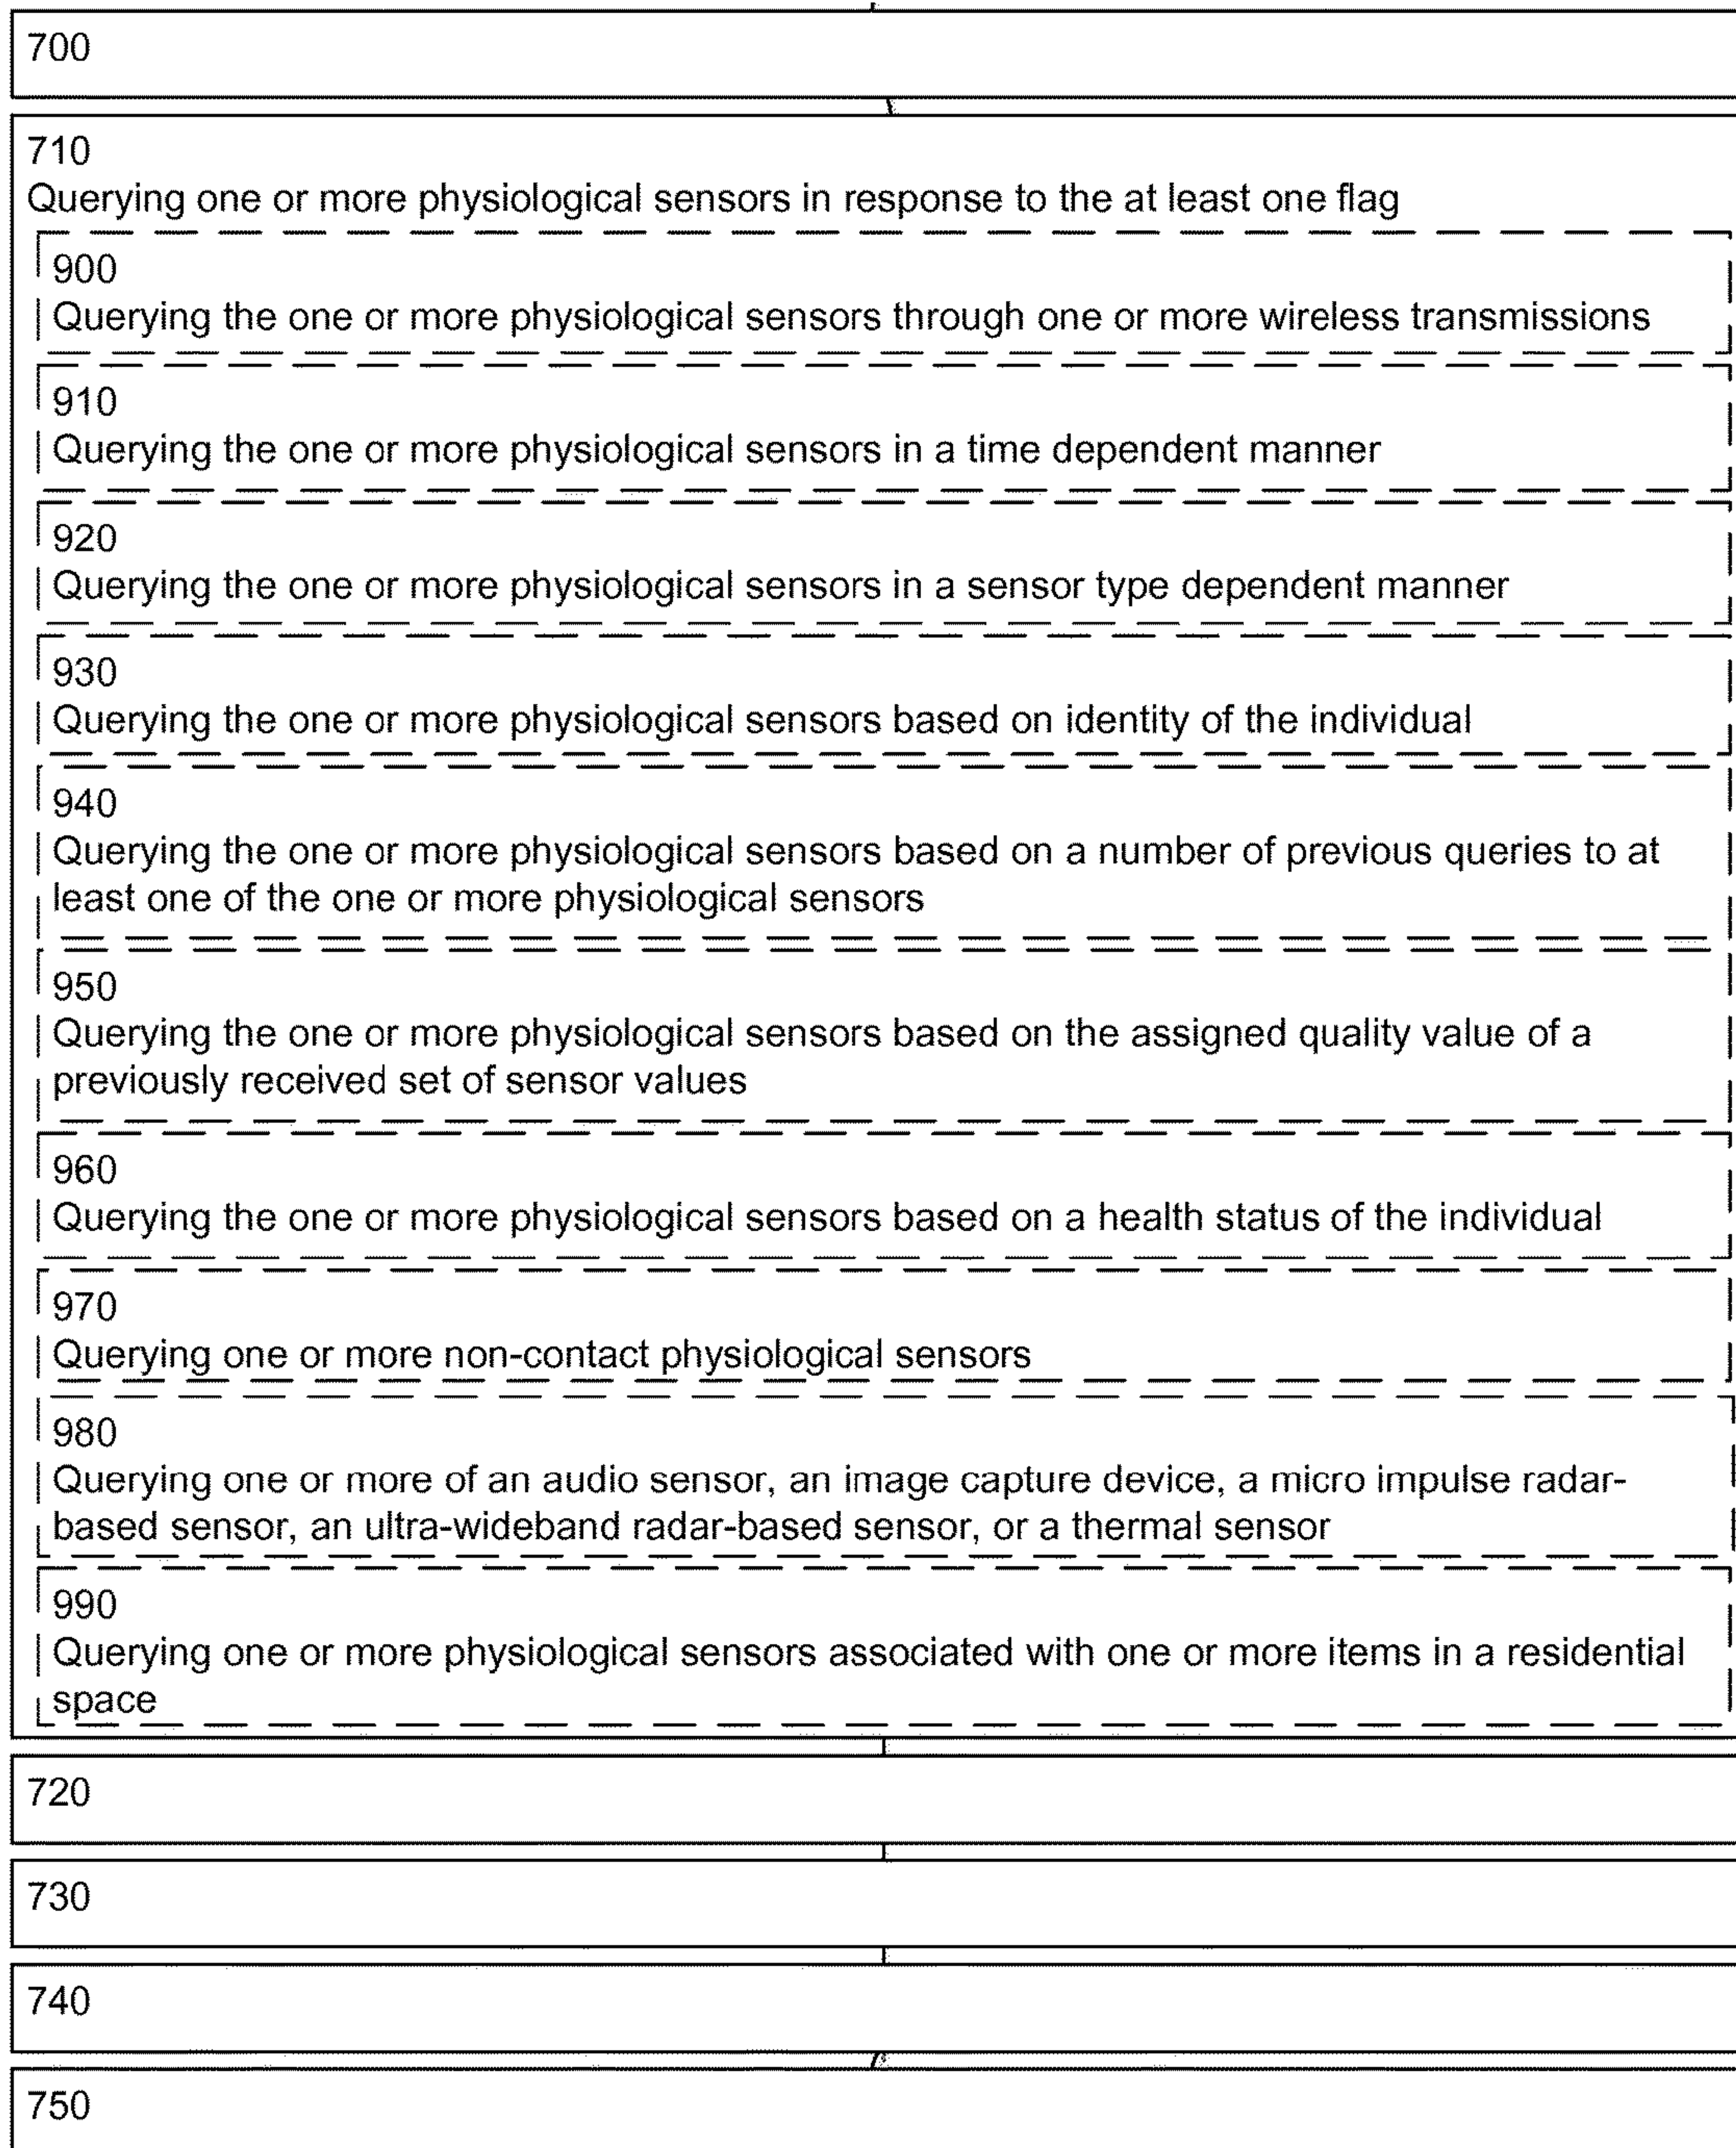 700
710
Querying one or more physiological sensors in response to the at least one flag
900
Querying the one or more physiological sensors through one or more wireless transmissions
910
Querying the one or more physiological sensors in a time dependent manner
920
Querying the one or more physiological sensors in a sensor type dependent manner
930
Querying the one or more physiological sensors based on identity of the individual
940
Querying the one or more physiological sensors based on a number of previous queries to at
least one of the one or more physiological sensors
950
Querying the one or more physiological sensors based on the assigned quality value of a
previously received set of sensor values
960
Querying the one or more physiological sensors based on a health status of the individual
970
Querying one or more non-contact physiological sensors
980
Querying one or more of an audio sensor, an image capture device, a micro impulse radar-
based sensor, an ultra-wideband radar-based sensor, or a thermal sensor
990
Querying one or more physiological sensors associated with one or more items in a residential
space
720
730
740
750